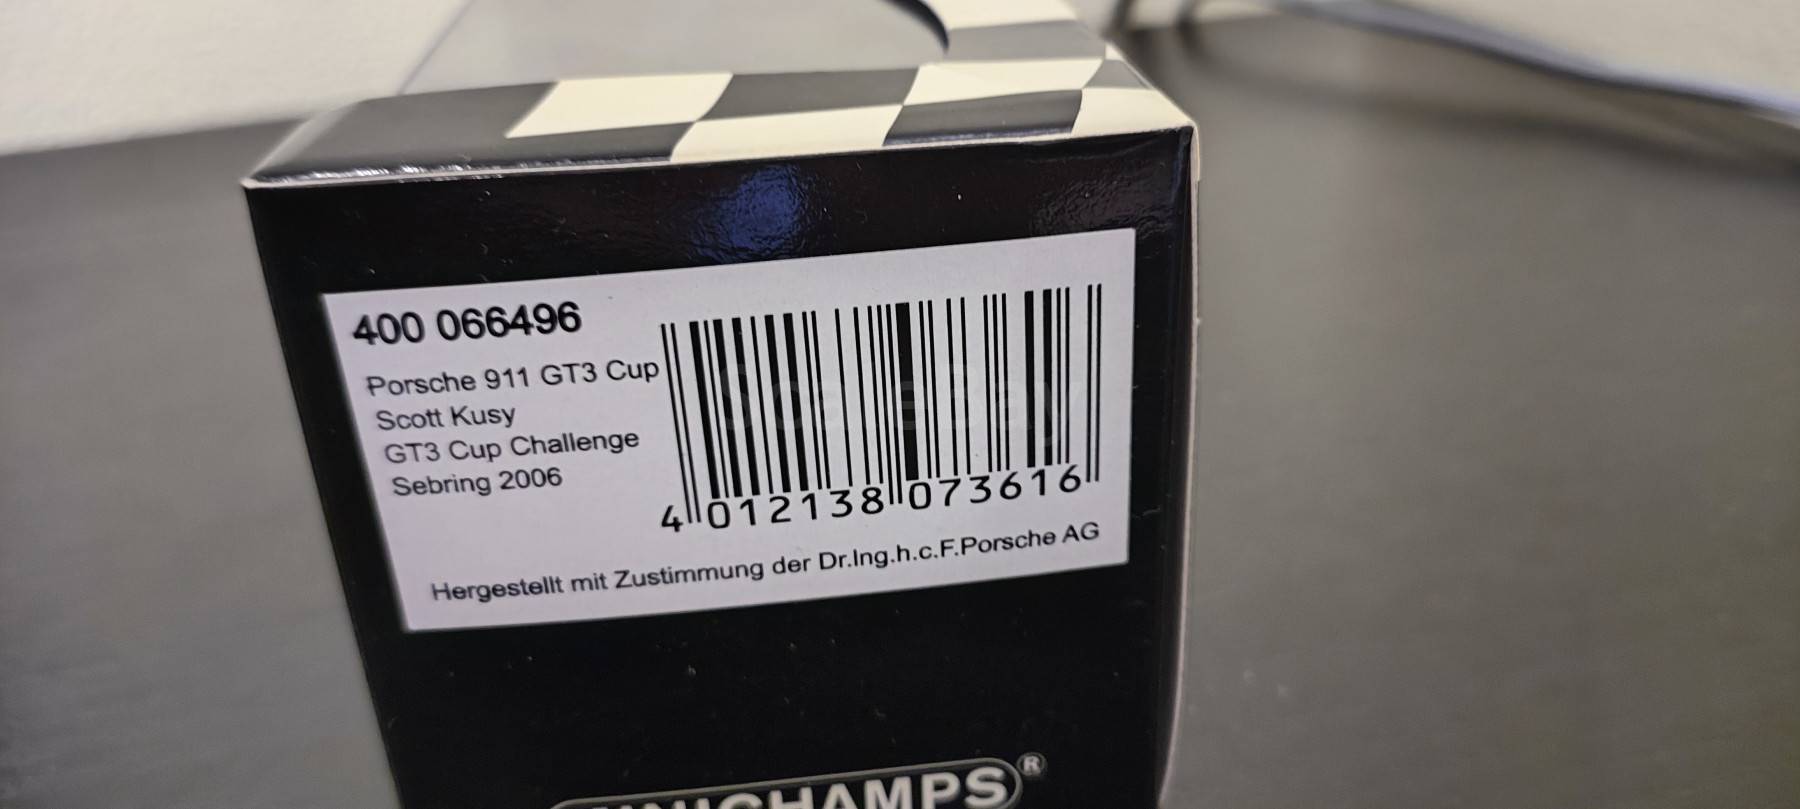 400 066496
Porsche 911 GT3 Cup
Scott Kusy
GT3 Cup Challenge
Sebring 2006
4 012138 073616
Hergestellt mit Zustimmung der Dr.Ing.h.c.F.Porsche AG